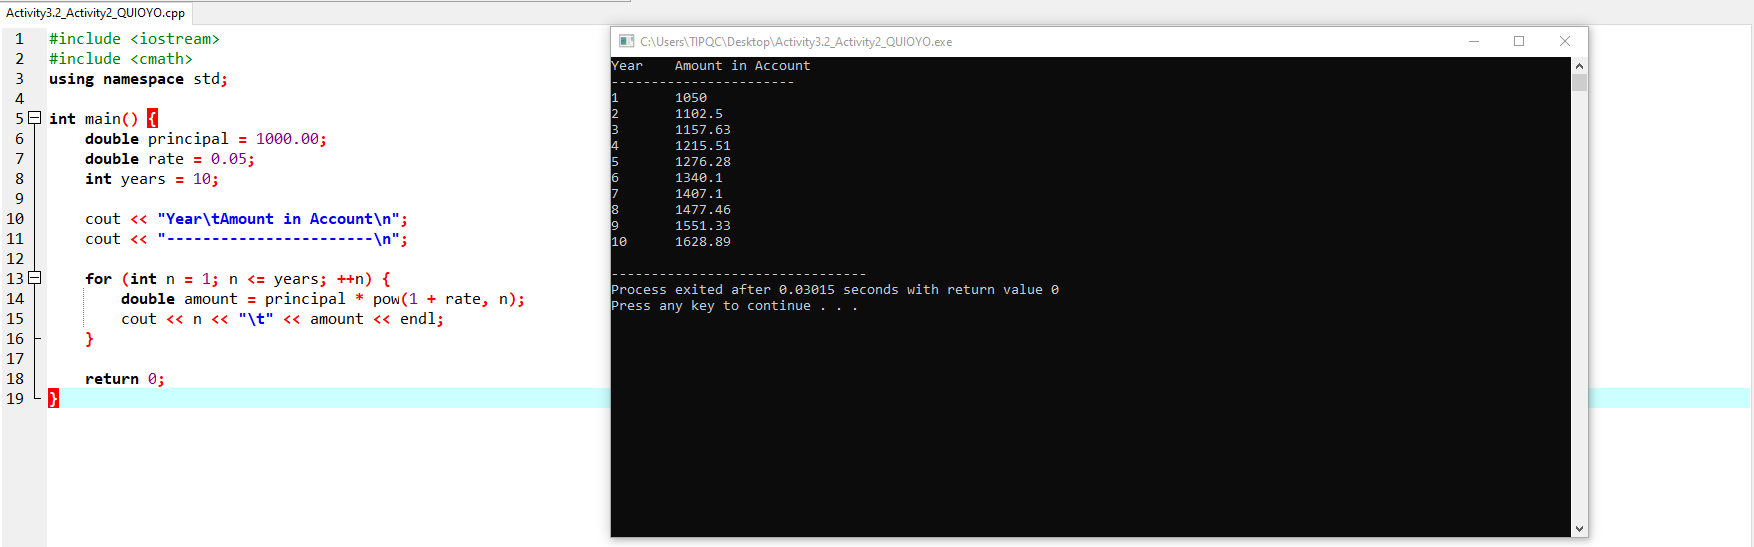 Activity3.2_Activity2_QUIOYO.cpp
1 #include <iostream>
2 #include <cmath>
3 using namespace std;
4
5 int main() {
6     double principal = 1000.00;
7     double rate = 0.05;
8     int years = 10;
9
10     cout << "Year\tAmount in Account\n";
11     cout << "-----------------------\n";
12
13     for (int n = 1; n <= years; ++n) {
14         double amount = principal * pow(1 + rate, n);
15         cout << n << "\t" << amount << endl;
16     }
17
18     return 0;
19 }
C:\Users\TIPQC\Desktop\Activity3.2_Activity2_QUIOYO.exe
Year    Amount in Account
-----------------------
1       1050
2       1102.5
3       1157.63
4       1215.51
5       1276.28
6       1340.1
7       1407.1
8       1477.46
9       1551.33
10      1628.89
--------------------------------
Process exited after 0.03015 seconds with return value 0
Press any key to continue . . .